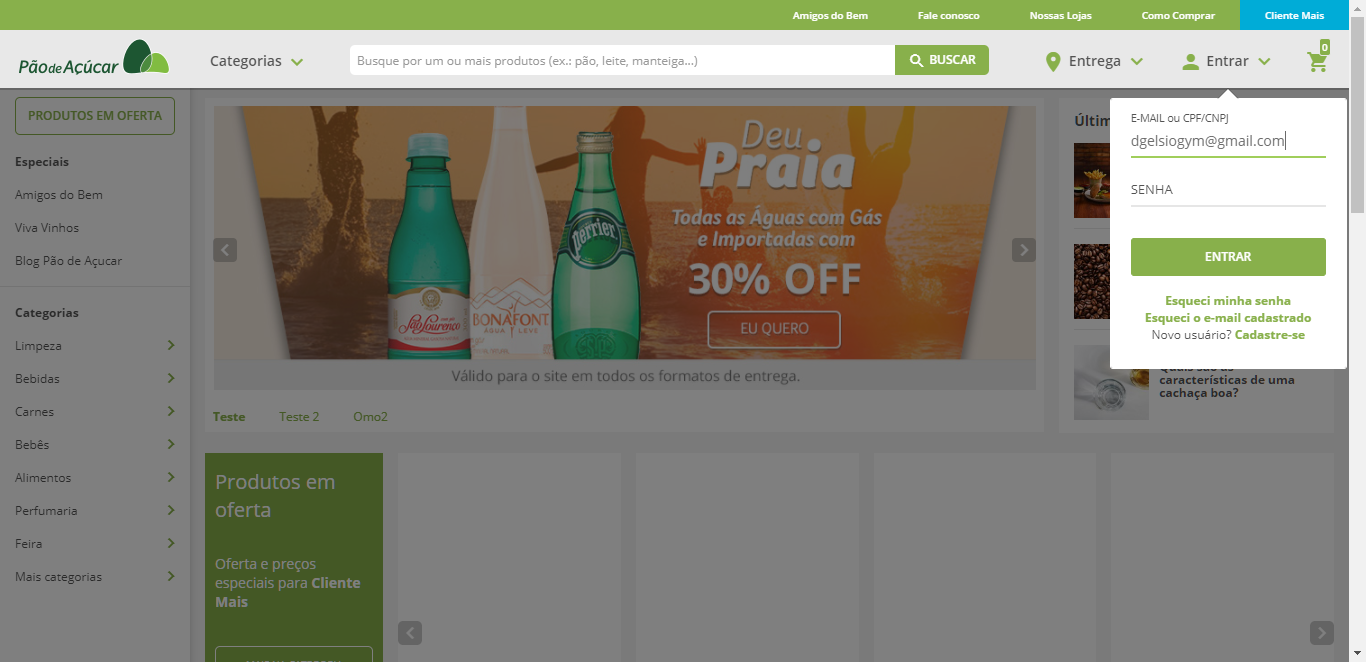 Amigos do Bem
Fale conosco
Nossas Lojas
Como Comprar
Cliente Mais
Pão de Açúcar
Categorias
Busque por um ou mais produtos (ex.: pão, leite, manteiga...)
BUSCAR
Entrega
Entrar
0
PRODUTOS EM OFERTA
Especiais
Amigos do Bem
Viva Vinhos
Blog Pão de Açucar
Categorias
Limpeza
Bebidas
Carnes
Bebês
Alimentos
Perfumaria
Feira
Mais categorias
Deu
Praia
Todas as Águas com Gás
e Importadas com
30% OFF
EU QUERO
São Lourenço
BONAFONT
ÁGUA LEVE
perrier
Válido para o site em todos os formatos de entrega.
Teste
Teste 2
Omo2
Últim
E-MAIL ou CPF/CNPJ
dgelsiogym@gmail.com
SENHA
ENTRAR
Esqueci minha senha
Esqueci o e-mail cadastrado
Novo usuário? Cadastre-se
Quais são as
características de uma
cachaça boa?
Produtos em
oferta
Oferta e preços
especiais para Cliente
Mais